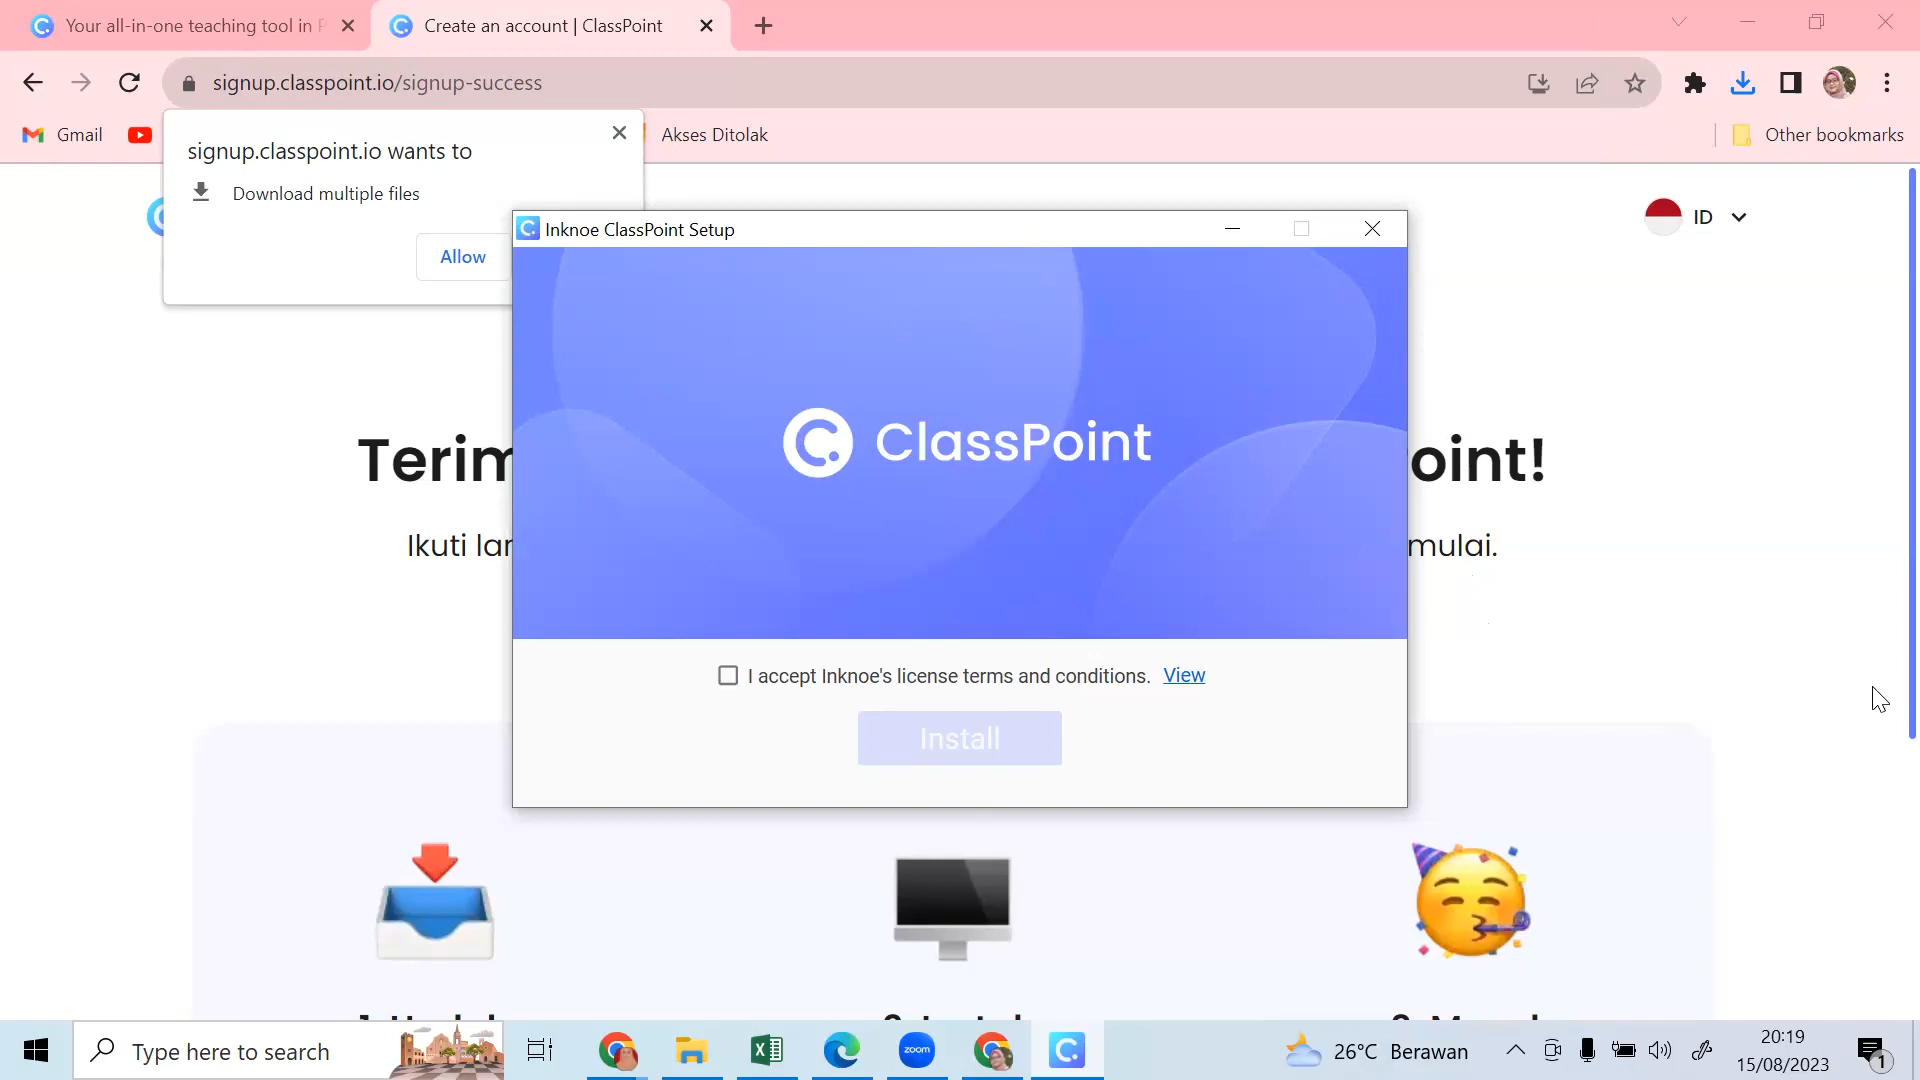 Your all-in-one teaching tool in
Create an account | ClassPoint
signup.classpoint.io/signup-success
Gmail
Akses Ditolak
Other bookmarks
signup.classpoint.io wants to
Download multiple files
Allow
ID
Inknoe ClassPoint Setup
ClassPoint
Terim
oint!
Ikuti lar
mulai.
I accept Inknoe's license terms and conditions. View
Install
Type here to search
zoom
26°C Berawan
20:19
15/08/2023
1